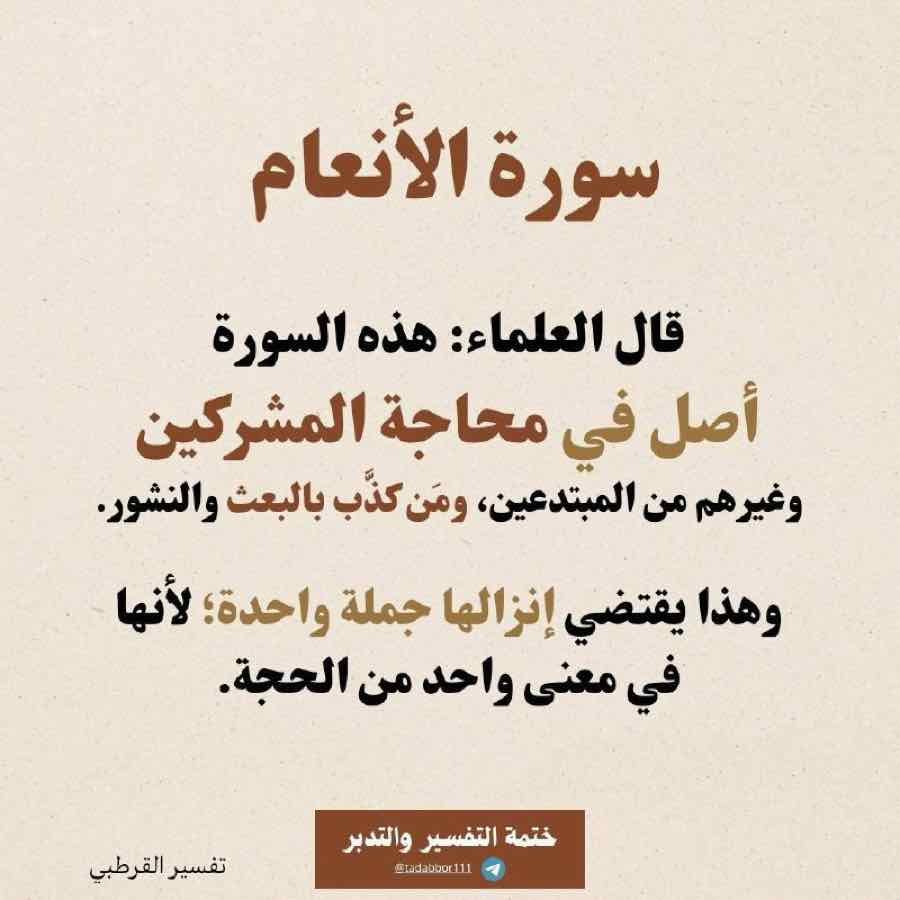 سورة الأنعام
قال العلماء: هذه السورة
أصل في محاجة المشركين
وغيرهم من المبتدعين، ومَن كذَّب بالبعث والنشور.
وهذا يقتضي إنزالها جملة واحدة؛ لأنها
في معنى واحد من الحجة.
ختمة التفسير والتدبر
@tadabbor111
تفسير القرطبي